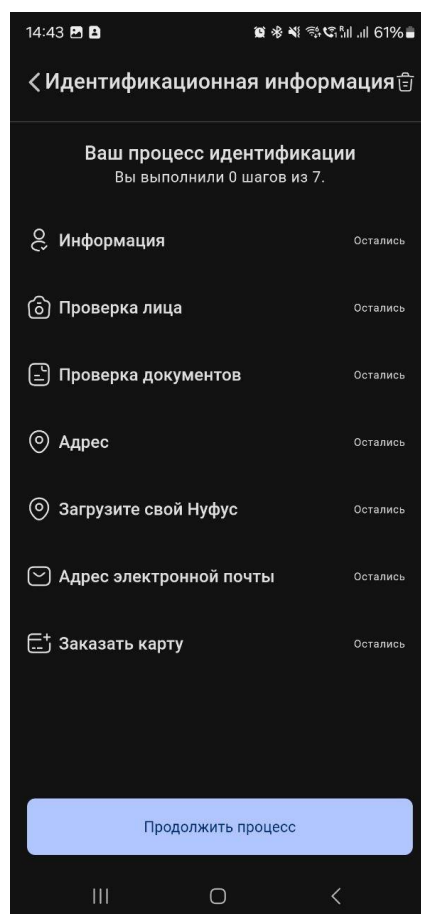 14:43 61%
Идентификационная информация
Ваш процесс идентификации
Вы выполнили 0 шагов из 7.
Информация Остались
Проверка лица Остались
Проверка документов Остались
Адрес Остались
Загрузите свой Нуфус Остались
Адрес электронной почты Остались
Заказать карту Остались
Продолжить процесс